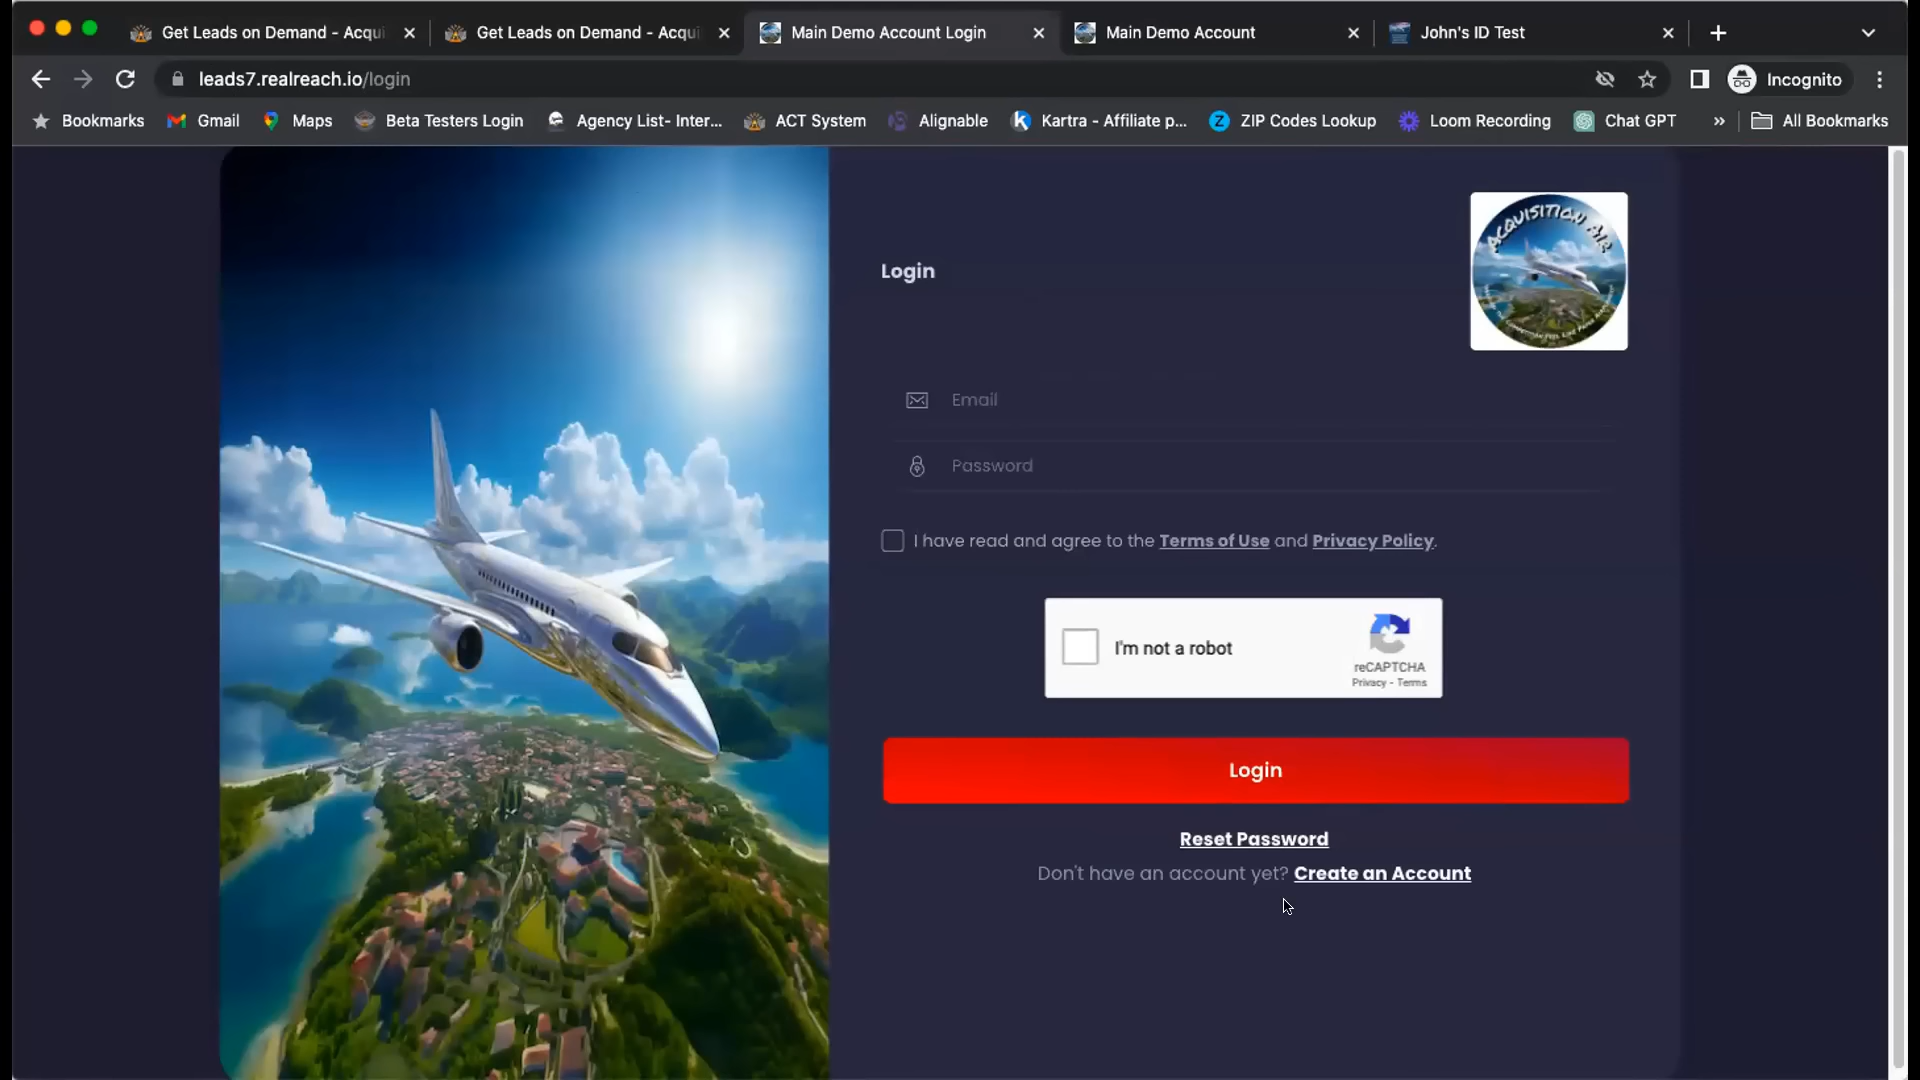 Get Leads on Demand - Acqui
Get Leads on Demand - Acqui
Main Demo Account Login
Main Demo Account
John's ID Test
leads7.realreach.io/login
Incognito
Bookmarks
Gmail
Maps
Beta Testers Login
Agency List- Inter...
ACT System
Alignable
Kartra - Affiliate p...
ZIP Codes Lookup
Loom Recording
Chat GPT
All Bookmarks
ACQUISITION
Login
Email
Password
I have read and agree to the Terms of Use and Privacy Policy.
I'm not a robot
reCAPTCHA
Privacy - Terms
Login
Reset Password
Don't have an account yet? Create an Account